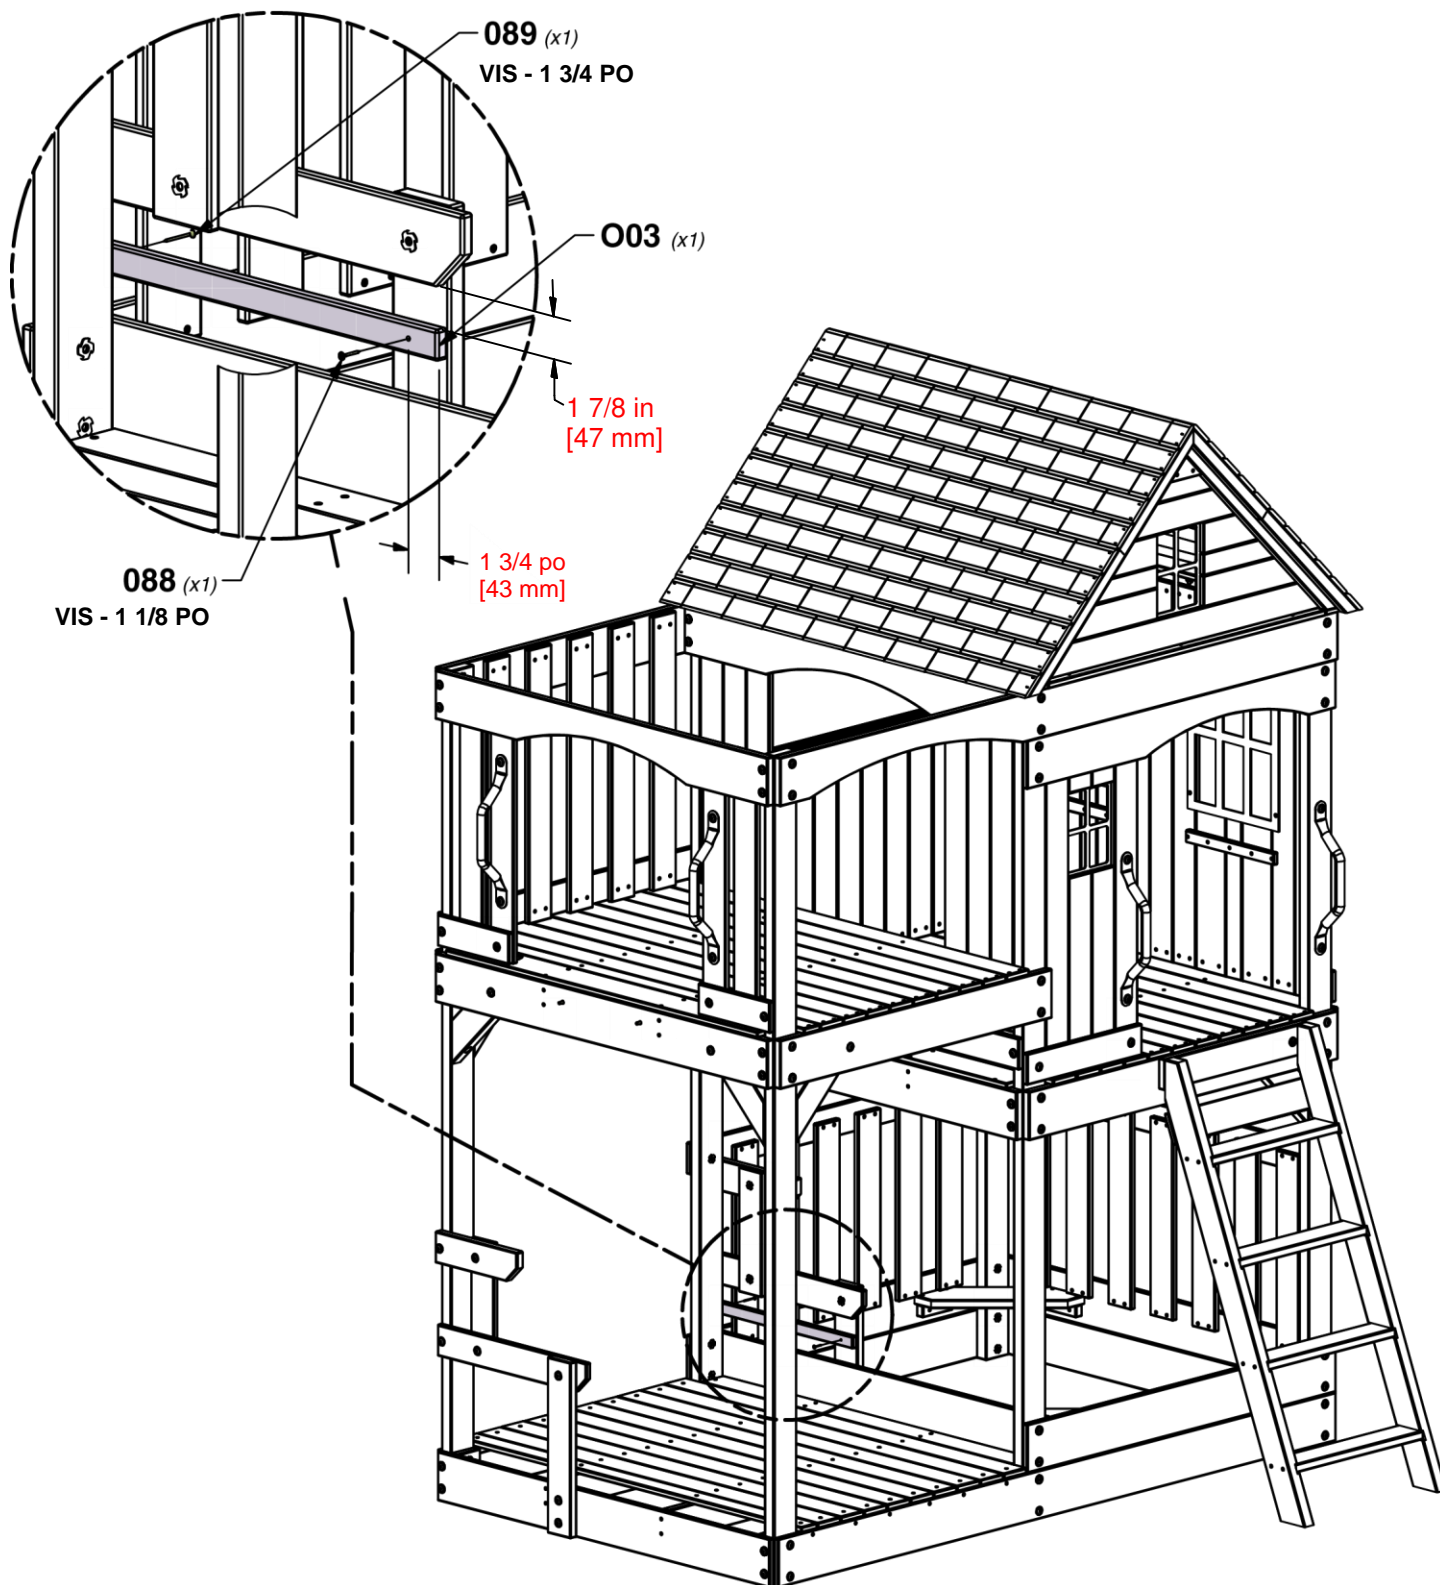 089 (x1)
VIS - 1 3/4 PO
O03 (x1)
1 7/8 in
[47 mm]
1 3/4 po
[43 mm]
088 (x1)
VIS - 1 1/8 PO